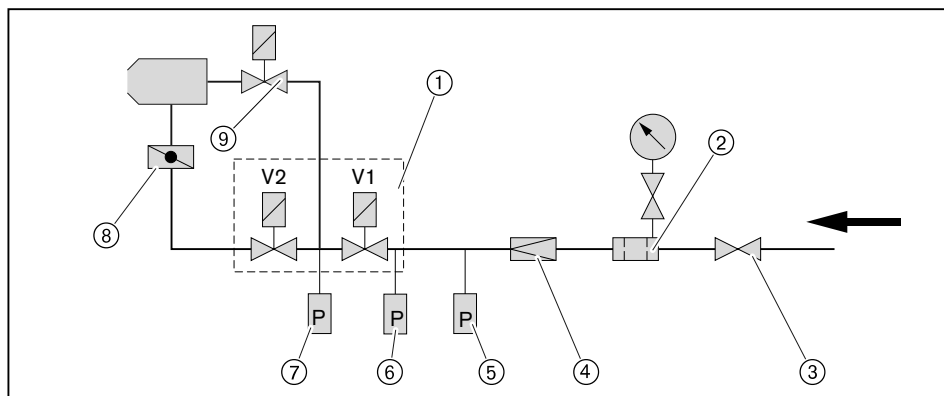 ①
②
⑨
V2 V1
⑧
P P P
⑦ ⑥ ⑤ ④ ③